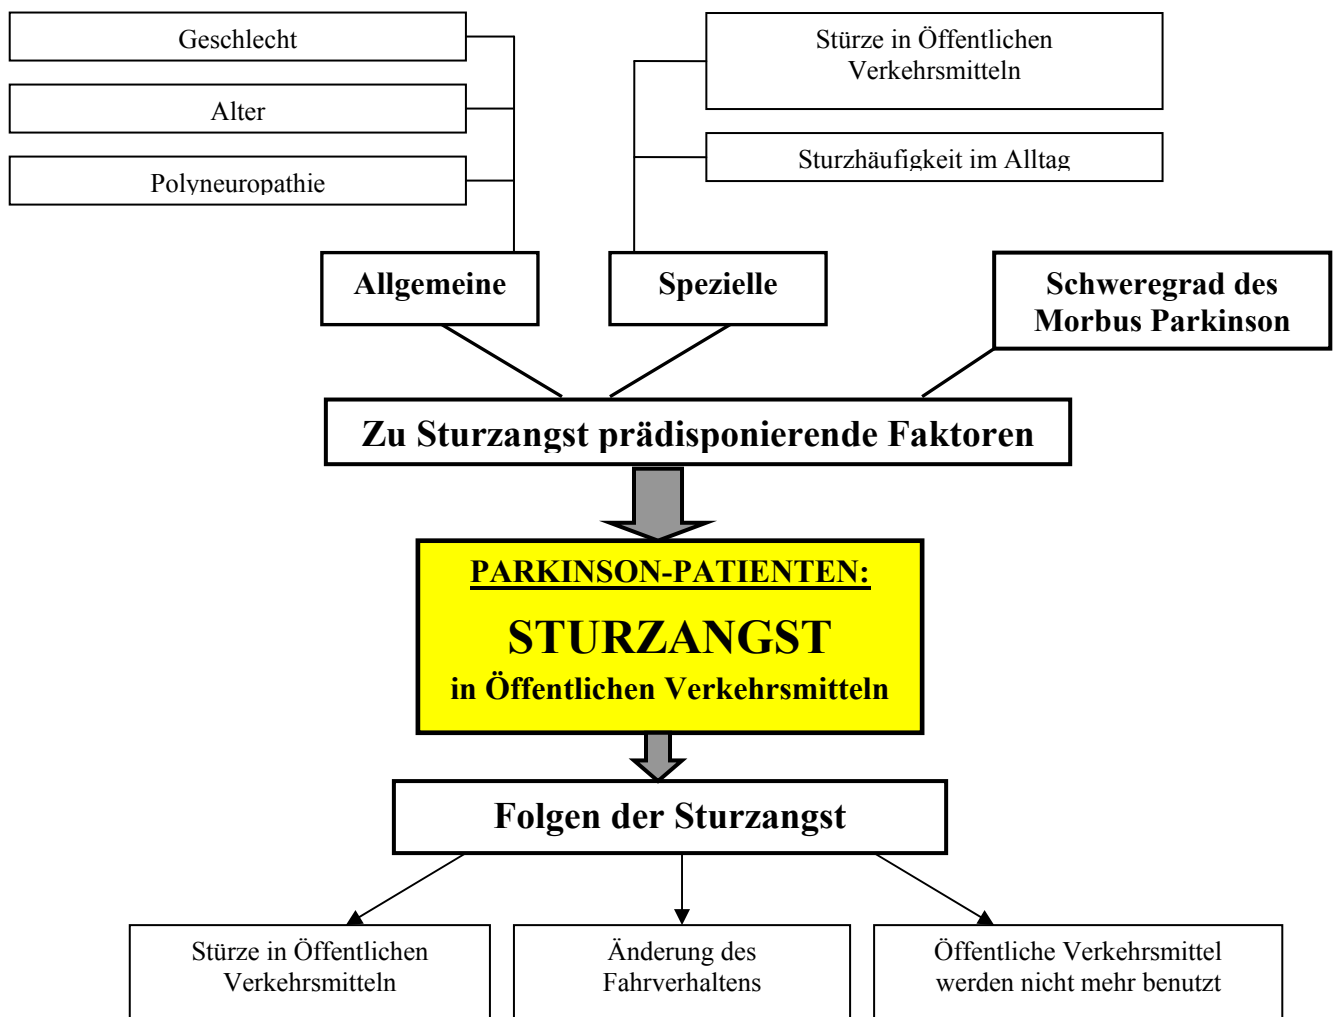 Geschlecht
Alter
Polyneuropathie
Stürze in Öffentlichen
Verkehrsmitteln
Sturzhäufigkeit im Alltag
Allgemeine
Spezielle
Schweregrad des
Morbus Parkinson
Zu Sturzangst prädisponierende Faktoren
PARKINSON-PATIENTEN:
STURZANGST
in Öffentlichen Verkehrsmitteln
Folgen der Sturzangst
Stürze in Öffentlichen
Verkehrsmitteln
Änderung des
Fahrverhaltens
Öffentliche Verkehrsmittel
werden nicht mehr benutzt